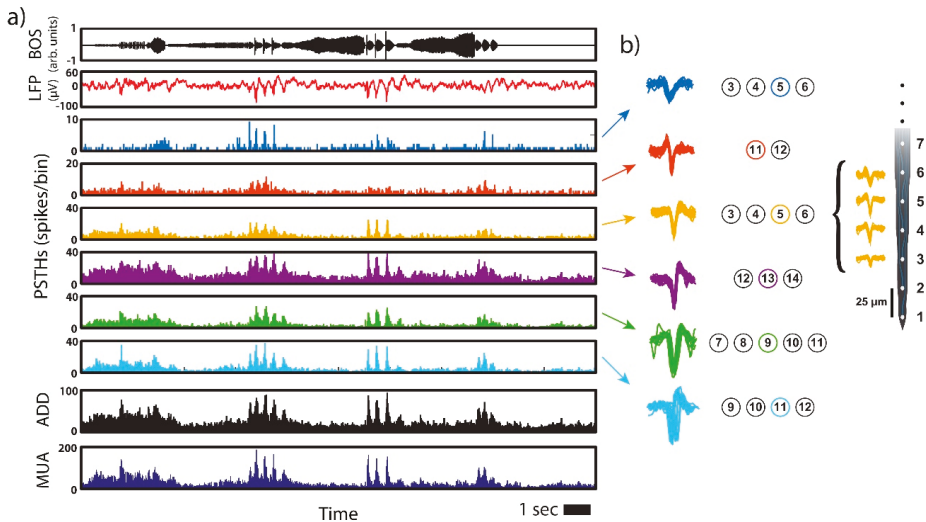 a)
BOS
(arb. units)
1
-1
LFP
(μV)
60
0
-100
PSTHs (spikes/bin)
10
0
20
0
40
0
40
0
40
0
40
0
ADD
100
0
MUA
200
0
Time
1 sec
b)
3 4 5 6
11 12
3 4 5 6
12 13 14
7 8 9 10 11
9 10 11 12
7
6
5
4
3
2
1
25 μm